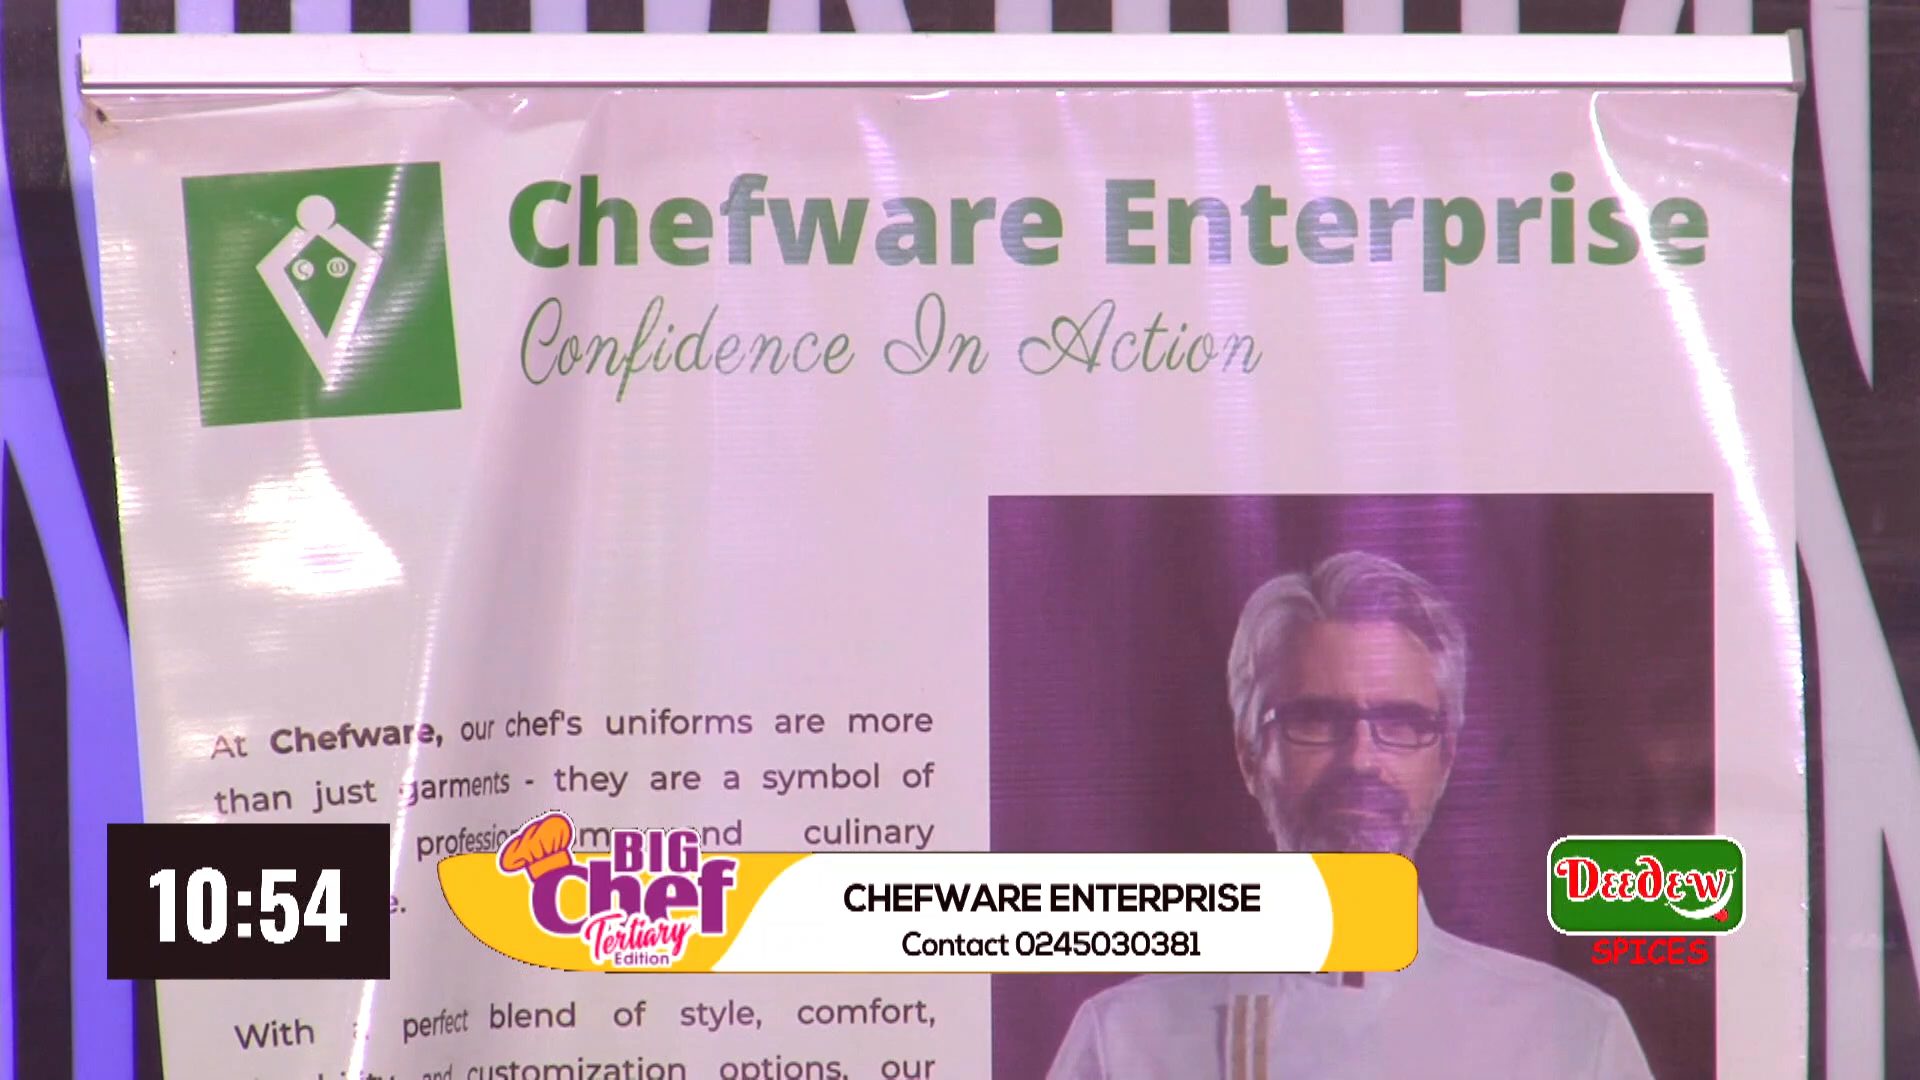 Chefware Enterprise
Confidence In Action
At Chefware, our chef's uniforms are more
than just garments - they are a symbol of
culinary
With perfect blend of style, comfort,
and customization options, our
10:54
BIG
Chef
Tertiary
Edition
CHEFWARE ENTERPRISE
Contact 0245030381
DEEDEW
SPICES